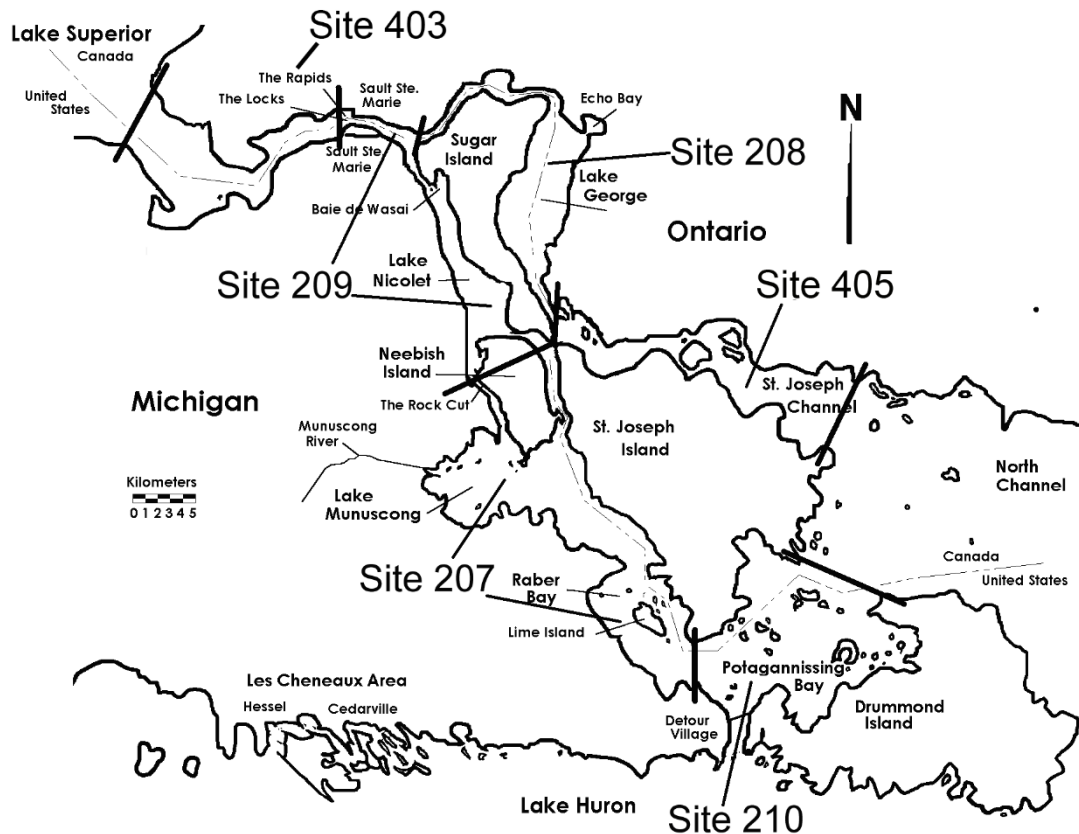 Site 403
Lake Superior
Canada
The Rapids
Sault Ste.
Marie
United
States
The Locks
Echo Bay
N
Sugar
Island
Site 208
Sault Ste.
Marie
Lake
George
Baie de Wasai
Ontario
Lake
Nicolet
Site 209
Site 405
Neebish
Island
St. Joseph
Channel
Michigan
The Rock Cut
St. Joseph
Island
Munuscong
River
North
Channel
Kilometers
0 1 2 3 4 5
Lake
Munuscong
Canada
United States
Site 207
Raber
Bay
Lime Island
Potagannissing
Bay
Les Cheneaux Area
Hessel
Cedarville
Detour
Village
Drummond
Island
Lake Huron
Site 210